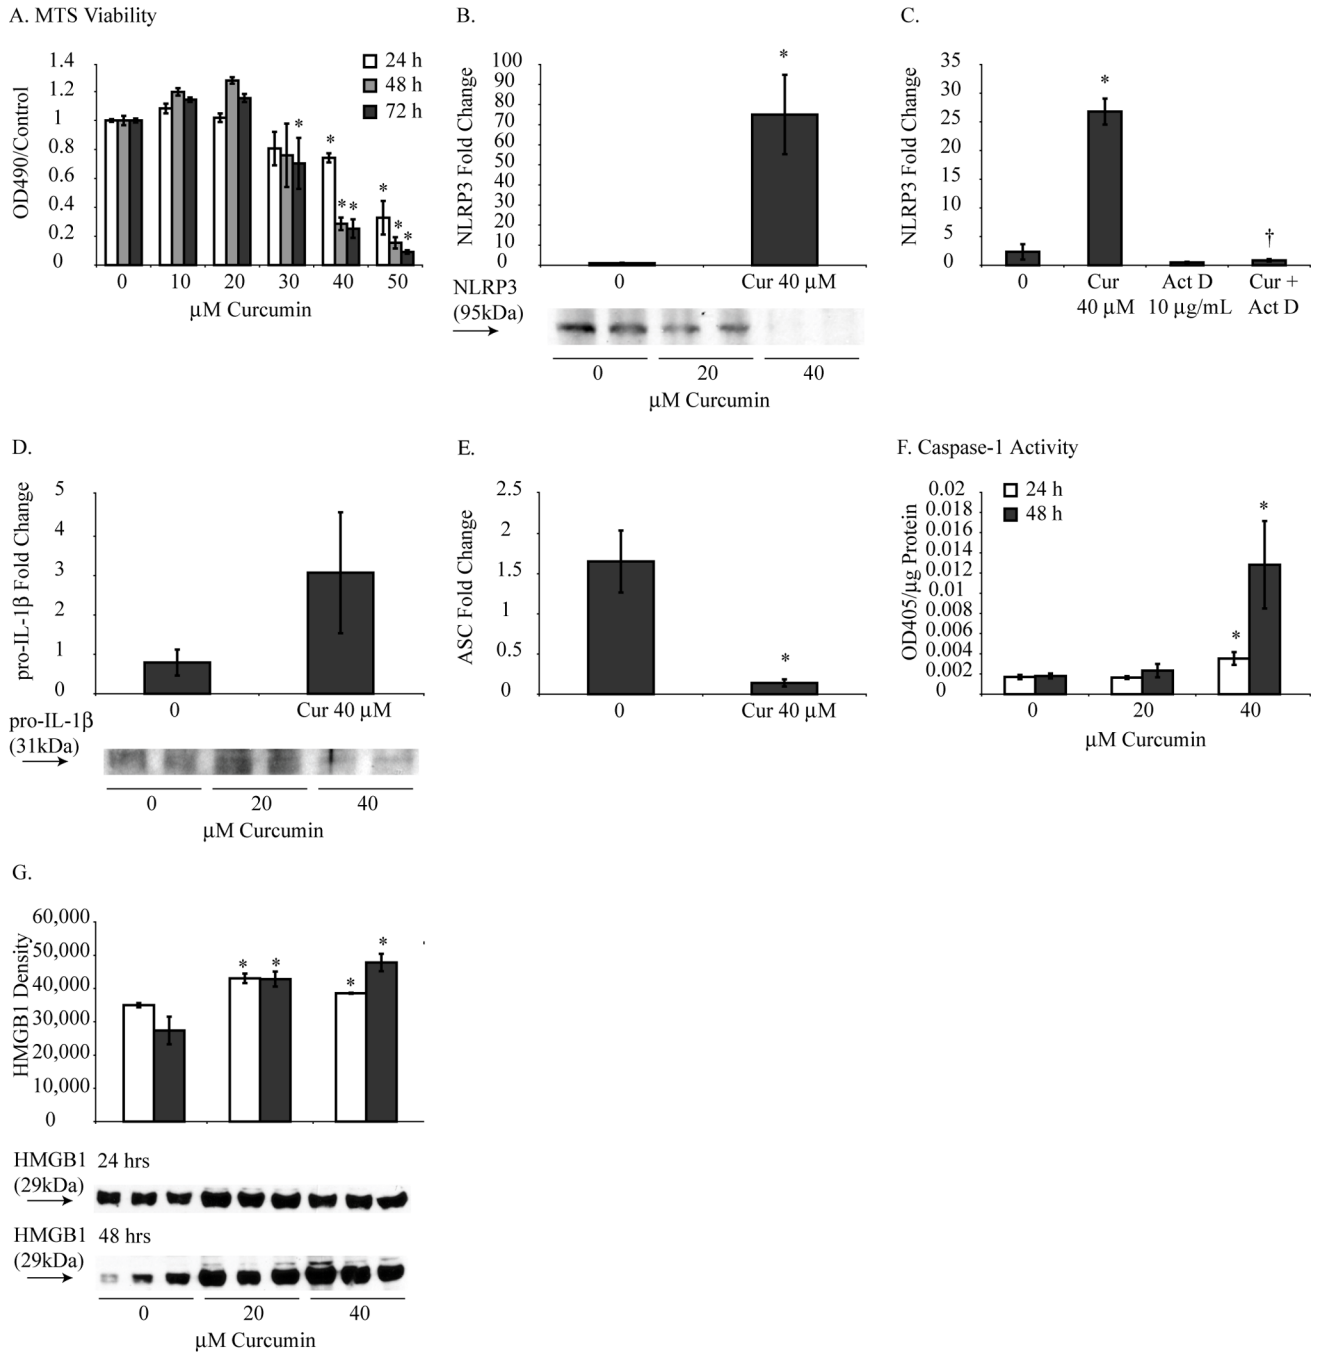 A. MTS Viability
OD490/Control
1.4
1.2
1
0.8
0.6
0.4
0.2
0
24 h
48 h
72 h
*
*
* *
*
*
*
0 10 20 30 40 50
μM Curcumin
B.
NLRP3 Fold Change
100
90
80
70
60
50
40
30
20
10
0
*
0 Cur 40 μM
NLRP3
(95kDa)
0 20 40
μM Curcumin
C.
NLRP3 Fold Change
35
30
25
20
15
10
5
0
*
†
0 Cur Act D Cur +
40 μM 10 μg/mL Act D
D.
pro-IL-1β Fold Change
5
4
3
2
1
0
0 Cur 40 μM
pro-IL-1β
(31kDa)
0 20 40
μM Curcumin
E.
ASC Fold Change
2.5
2
1.5
1
0.5
0
*
0 Cur 40 μM
F. Caspase-1 Activity
OD405/μg Protein
0.02
0.018
0.016
0.014
0.012
0.01
0.008
0.006
0.004
0.002
0
24 h
48 h
*
*
0 20 40
μM Curcumin
G.
HMGB1 Density
60,000
50,000
40,000
30,000
20,000
10,000
0
* *
*
*
HMGB1 24 hrs
(29kDa)
HMGB1 48 hrs
(29kDa)
0 20 40
μM Curcumin